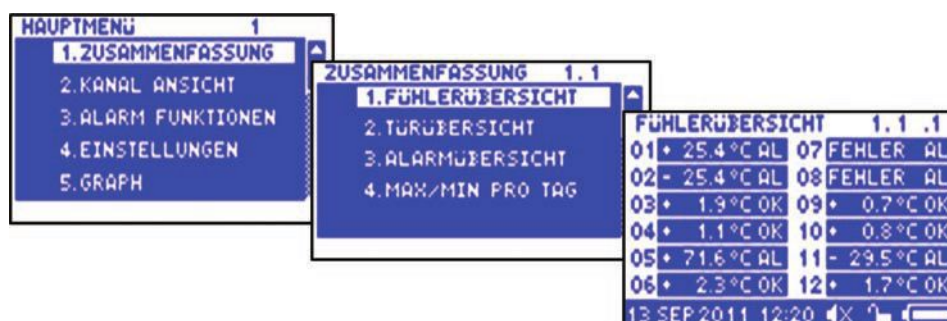 HAUPTMENÜ 1
1.ZUSAMMENFASSUNG
2.KANAL ANSICHT
3.ALARM FUNKTIONEN
4.EINSTELLUNGEN
5.GRAPH
ZUSAMMENFASSUNG 1.1
1.FÜHLERÜBERSICHT
2.TÜRÜBERSICHT
3.ALARMÜBERSICHT
4.MAX/MIN PRO TAG
FÜHLERÜBERSICHT 1.1.1
01 + 25.4°C AL 07 FEHLER AL
02 - 25.4°C AL 08 FEHLER AL
03 + 1.9°C OK 09 + 0.7°C OK
04 + 1.1°C OK 10 + 0.8°C OK
05 + 71.6°C AL 11 - 29.5°C AL
06 + 2.3°C OK 12 + 1.7°C OK
13 SEP 2011 12:20